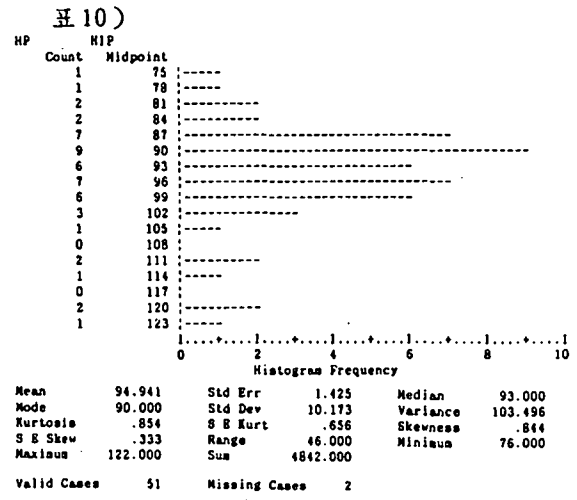 표 10)
HP HIP
Count Midpoint
1 75
1 78
2 81
2 84
7 87
9 90
6 93
7 96
6 99
3 102
1 105
0 108
2 111
1 114
0 117
2 120
1 123
0 2 4 6 8 10
Histogram Frequency
Mean 94.941 Std Err 1.425 Median 93.000
Mode 90.000 Std Dev 10.173 Variance 103.496
Kurtosis .854 S E Kurt .656 Skewness .844
S E Skew .333 Range 46.000 Minimum 76.000
Maximum 122.000 Sum 4842.000
Valid Cases 51 Missing Cases 2